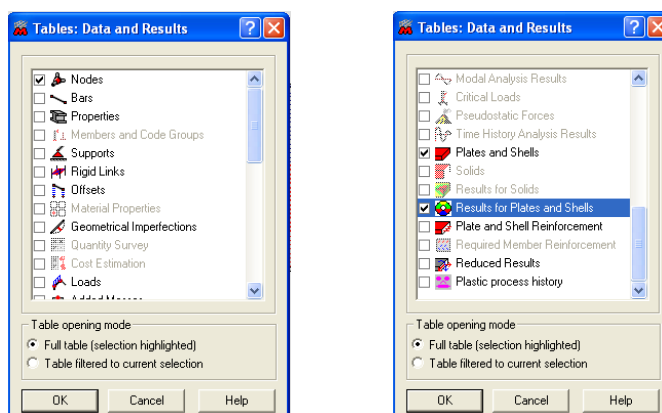 Tables: Data and Results
Nodes
Bars
Properties
Members and Code Groups
Supports
Rigid Links
Offsets
Material Properties
Geometrical Imperfections
Quantity Survey
Cost Estimation
Loads
Added Masses
Table opening mode
Full table (selection highlighted)
Table filtered to current selection
OK
Cancel
Help
Tables: Data and Results
Modal Analysis Results
Critical Loads
Pseudostatic Forces
Time History Analysis Results
Plates and Shells
Solids
Results for Solids
Results for Plates and Shells
Plate and Shell Reinforcement
Required Member Reinforcement
Reduced Results
Plastic process history
Table opening mode
Full table (selection highlighted)
Table filtered to current selection
OK
Cancel
Help